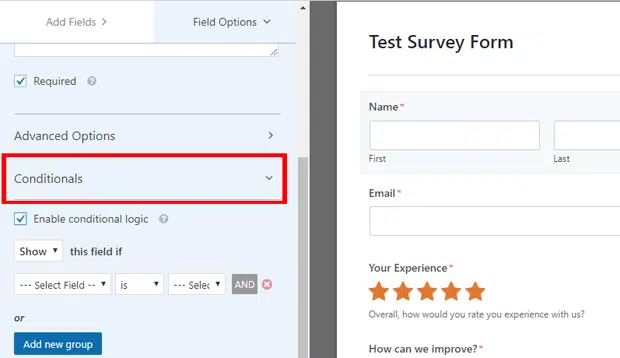 Add Fields
Field Options
Required
Advanced Options
Conditionals
Enable conditional logic
Show this field if
--- Select Field -- is --- Selec AND
or
Add new group
Test Survey Form
Name*
First Last
Email*
Your Experience*
Overall, how would you rate you experience with us?
How can we improve?*